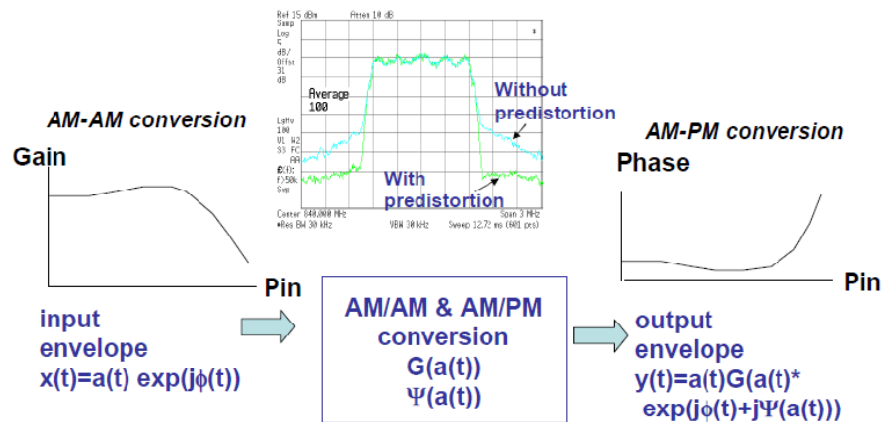 Ref 15 dBm Atten 10 dB
Samp
Log
5
dB/
Offst
31
dB
Average
100
LgAv
100
V1 W2
S3 FC
AA
£(f):
f>50k
Swp
Without
predistortion
With
predistortion
Center 840.000 MHz Span 3 MHz
*Res BW 30 kHz VBW 30 kHz Sweep 12.72 ms (601 pts)
AM-AM conversion
Gain
Pin
AM-PM conversion
Phase
Pin
input
envelope
x(t)=a(t) exp(jϕ(t))
AM/AM & AM/PM
conversion
G(a(t))
Ψ(a(t))
output
envelope
y(t)=a(t)G(a(t)*
exp(jϕ(t)+jΨ(a(t)))